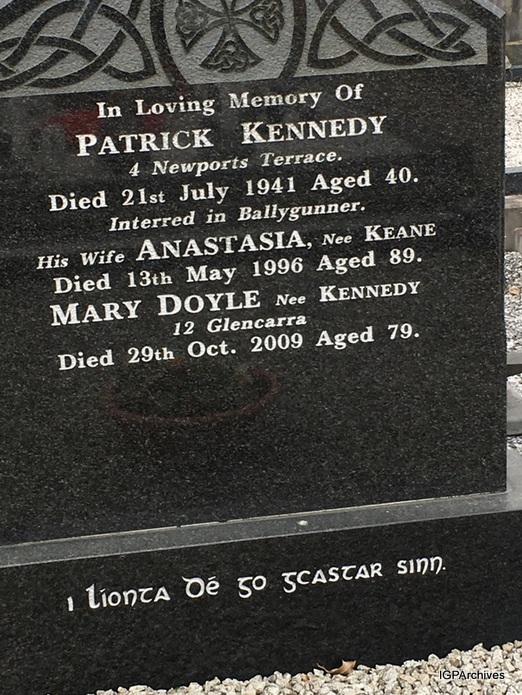 In Loving Memory Of
PATRICK KENNEDY
4 Newports Terrace.
Died 21st July 1941 Aged 40.
Interred in Ballygunner.
His Wife ANASTASIA, Nee KEANE
Died 13th May 1996 Aged 89.
MARY DOYLE Nee KENNEDY
12 Glencarra
Died 29th Oct. 2009 Aged 79.
i líonta Dé go gcastar sinn.
IGPArchives